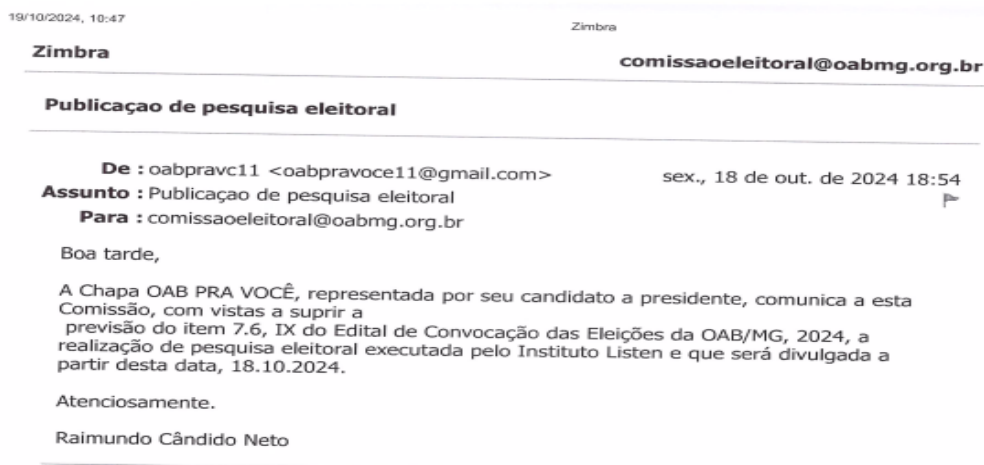 19/10/2024, 10:47
Zimbra
Zimbra
comissaoeleitoral@oabmg.org.br
Publicaçao de pesquisa eleitoral
De : oabpravc11 <oabpravoce11@gmail.com>
sex., 18 de out. de 2024 18:54
Assunto : Publicaçao de pesquisa eleitoral
Para : comissaoeleitoral@oabmg.org.br
Boa tarde,
A Chapa OAB PRA VOCÊ, representada por seu candidato a presidente, comunica a esta
Comissão, com vistas a suprir a
previsão do item 7.6, IX do Edital de Convocação das Eleições da OAB/MG, 2024, a
realização de pesquisa eleitoral executada pelo Instituto Listen e que será divulgada a
partir desta data, 18.10.2024.
Atenciosamente.
Raimundo Cândido Neto